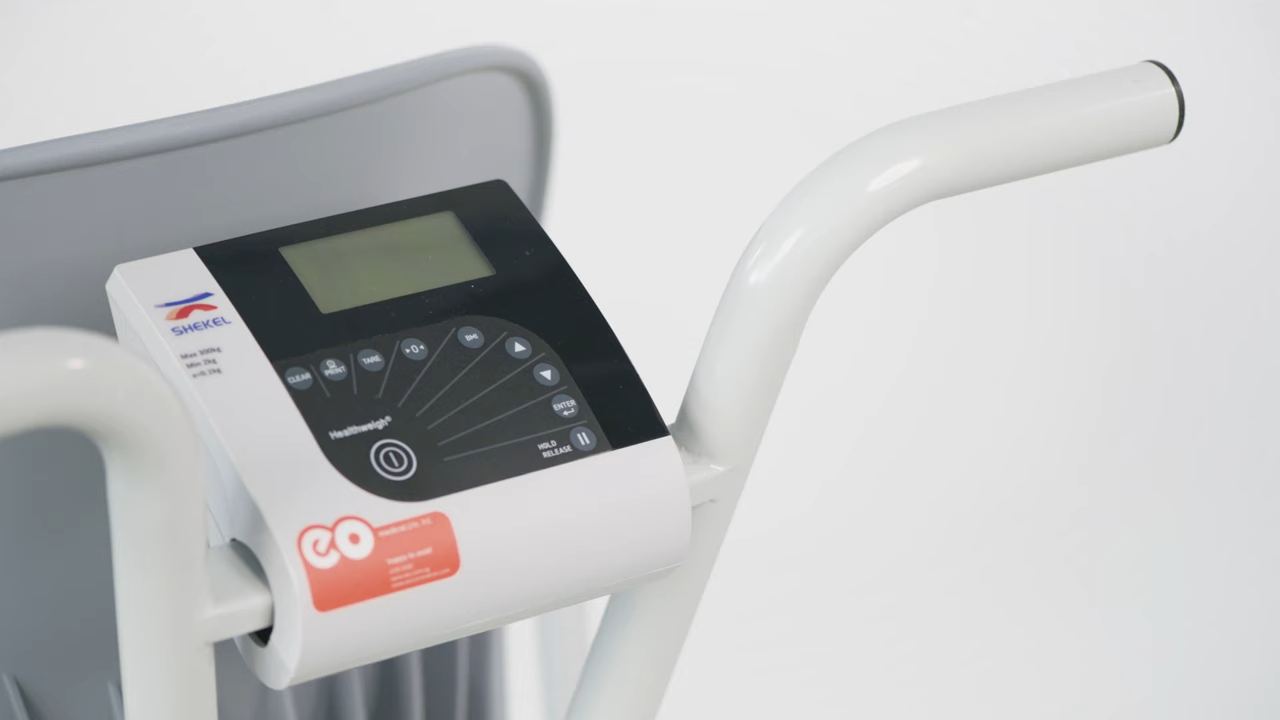 SHEKEL
Max 300kg
Min 2kg
e=0.1kg
CLEAR
PRINT
TARE
▸0◂
BMI
ENTER
HOLD
RELEASE
Healthweigh®
eo